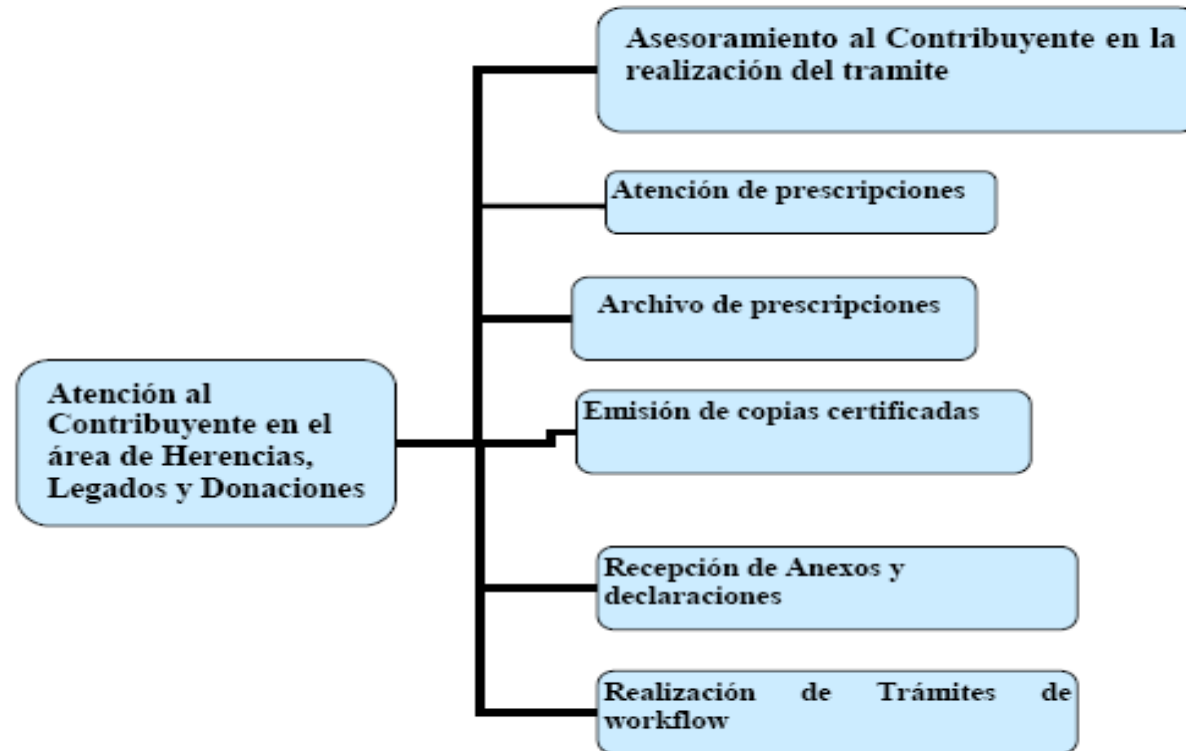 Asesoramiento al Contribuyente en la
realización del tramite
Atención de prescripciones
Archivo de prescripciones
Atención al
Contribuyente en el
área de Herencias,
Legados y Donaciones
Emisión de copias certificadas
Recepción de Anexos y
declaraciones
Realización de Trámites de
workflow